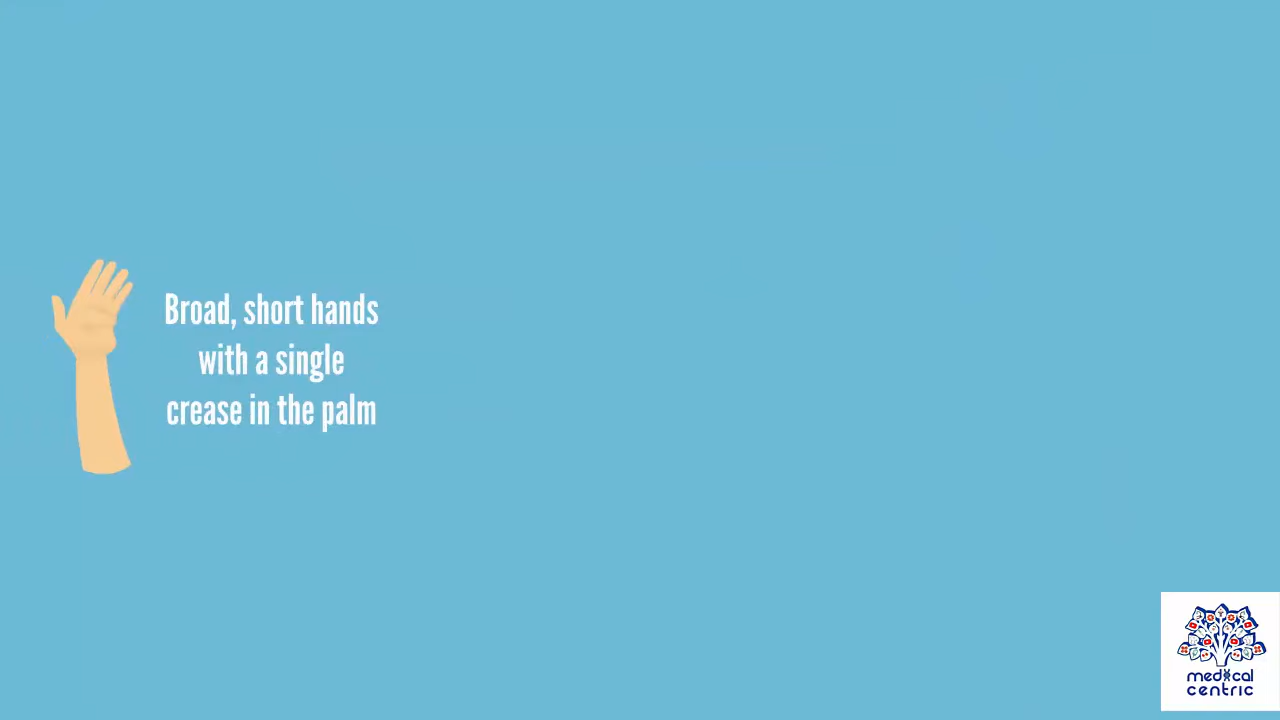 Broad, short hands
with a single
crease in the palm
medical
centric